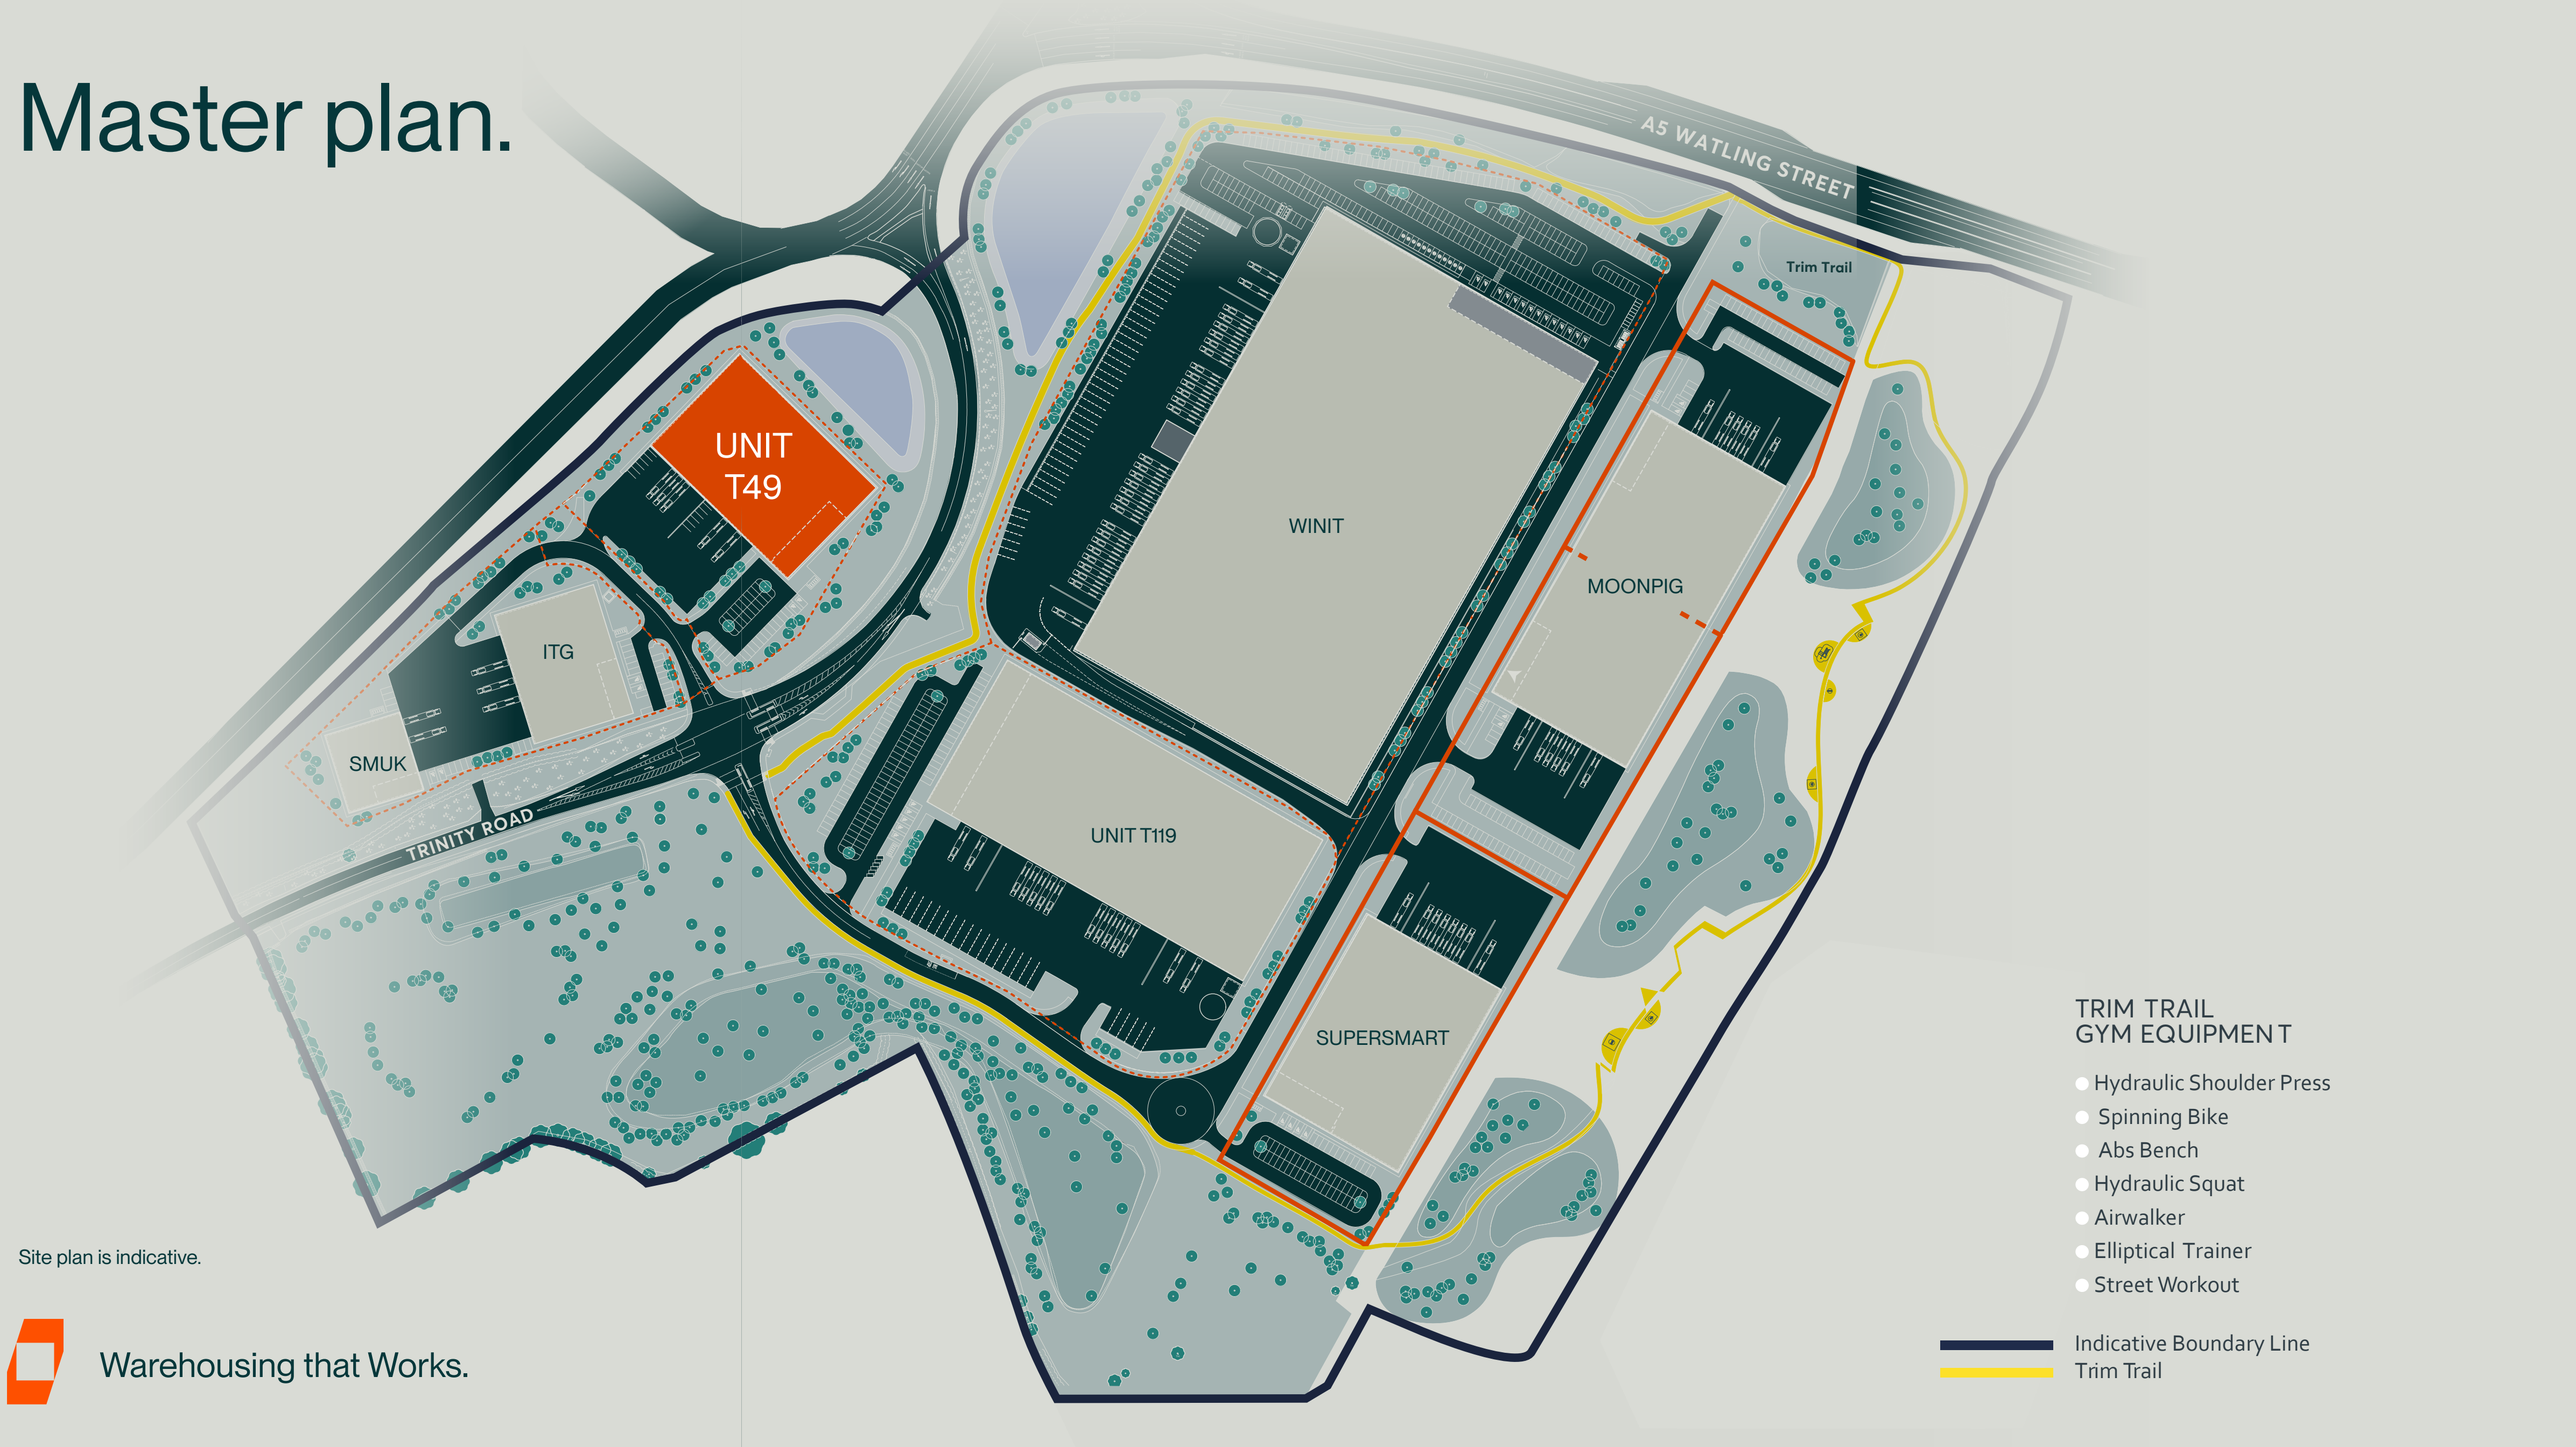 Master plan.
A5 WATLING STREET
Trim Trail
UNIT
T49
WINIT
MOONPIG
ITG
SMUK
TRINITY ROAD
UNIT T119
SUPERSMART
TRIM TRAIL
GYM EQUIPMENT
Hydraulic Shoulder Press
Spinning Bike
Abs Bench
Hydraulic Squat
Airwalker
Elliptical Trainer
Street Workout
Site plan is indicative.
Warehousing that Works.
Indicative Boundary Line
Trim Trail